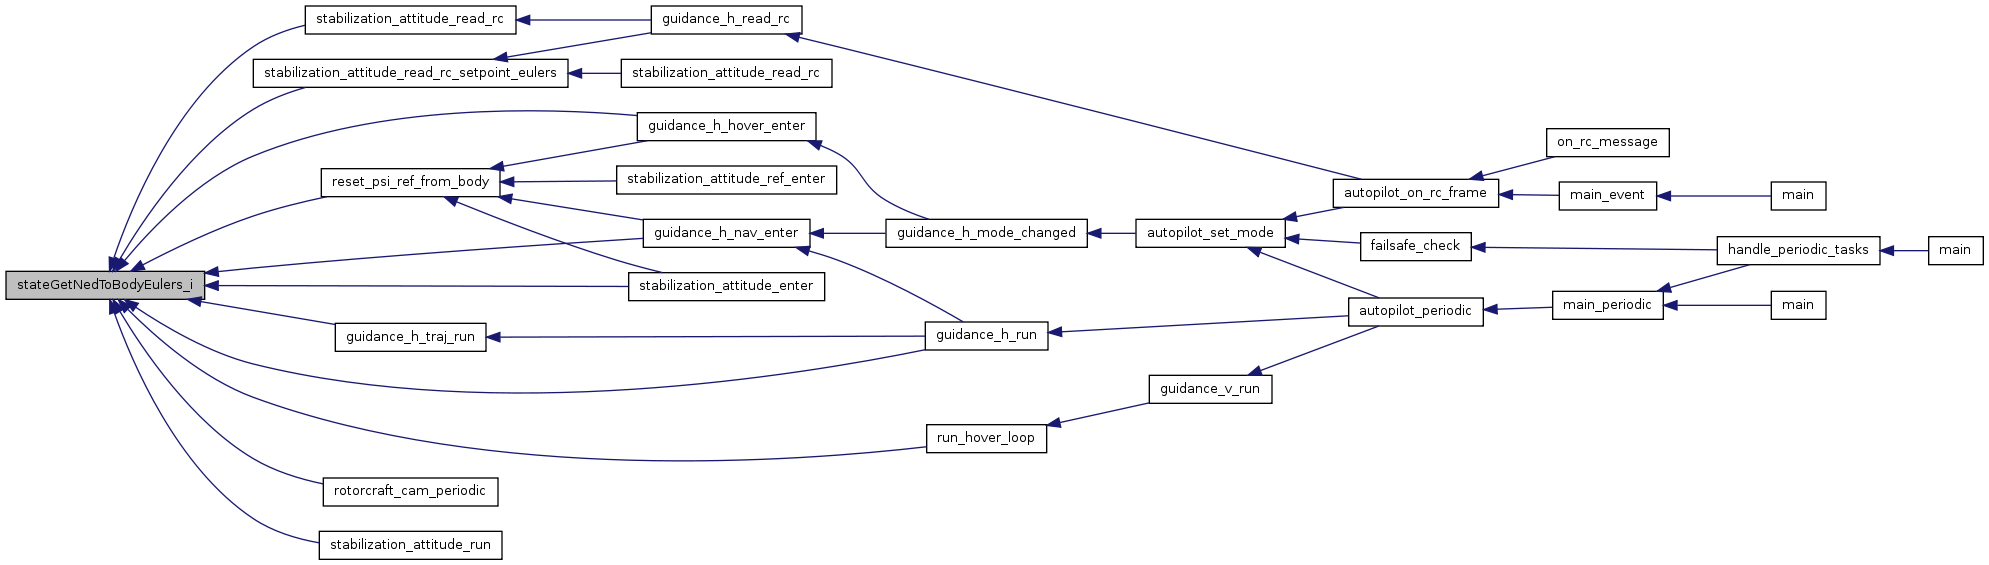 stabilization_attitude_read_rc
guidance_h_read_rc
stabilization_attitude_read_rc_setpoint_eulers
stabilization_attitude_read_rc
guidance_h_hover_enter
on_rc_message
reset_psi_ref_from_body
stabilization_attitude_ref_enter
autopilot_on_rc_frame
main_event
main
guidance_h_nav_enter
guidance_h_mode_changed
autopilot_set_mode
failsafe_check
handle_periodic_tasks
main
stateGetNedToBodyEulers_i
stabilization_attitude_enter
autopilot_periodic
main_periodic
main
guidance_h_traj_run
guidance_h_run
guidance_v_run
run_hover_loop
rotorcraft_cam_periodic
stabilization_attitude_run